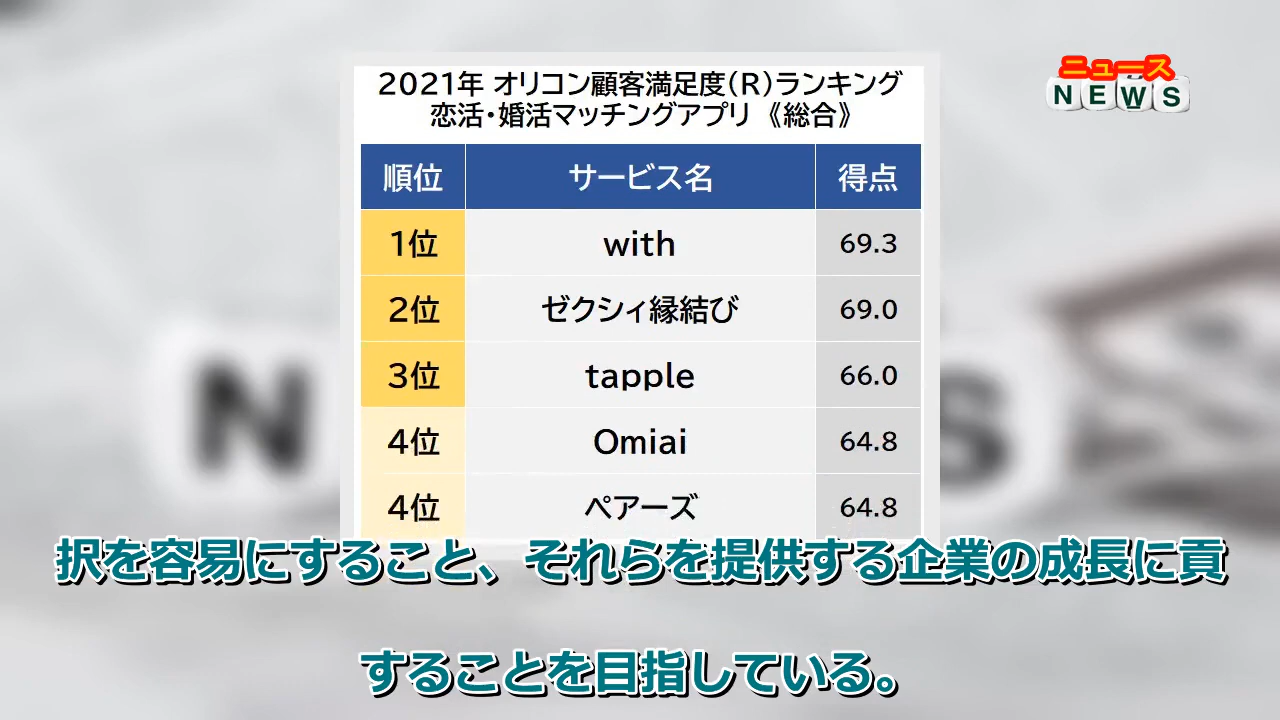 2021年 オリコン顧客満足度(R)ランキング
恋活・婚活マッチングアプリ 《総合》
ニュース
NEWS
順位 サービス名 得点
1位 with 69.3
2位 ゼクシィ縁結び 69.0
3位 tapple 66.0
4位 Omiai 64.8
4位 ペアーズ 64.8
N S
択を容易にすること、それらを提供する企業の成長に貢
することを目指している。